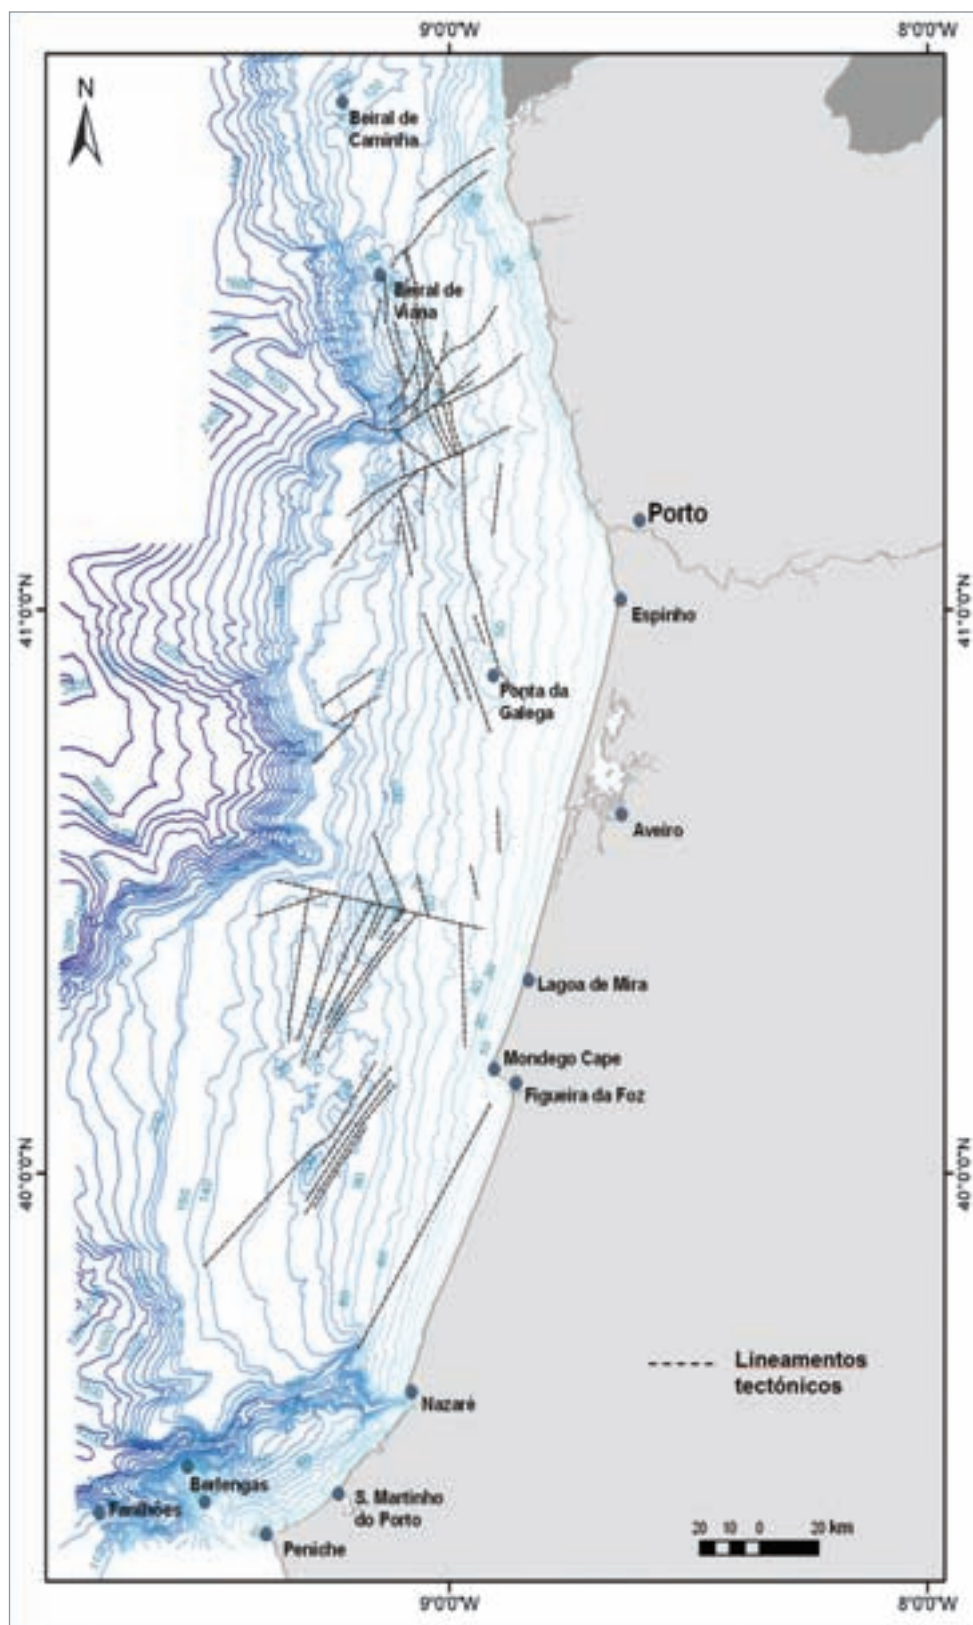 9°0'0"W
8°0'0"W
N
Beiral de
Caminha
Beiral de
Viana
Porto
41°0'0"N
41°0'0"N
Espinho
Ponta da
Galega
Aveiro
Lagoa de Mira
Mondego Cape
Figueira da Foz
40°0'0"N
40°0'0"N
140
Lineamentos
tectónicos
Nazaré
Berlengas
Farilhões
S. Martinho
do Porto
Peniche
20 10 0 20 km
9°0'0"W
8°0'0"W